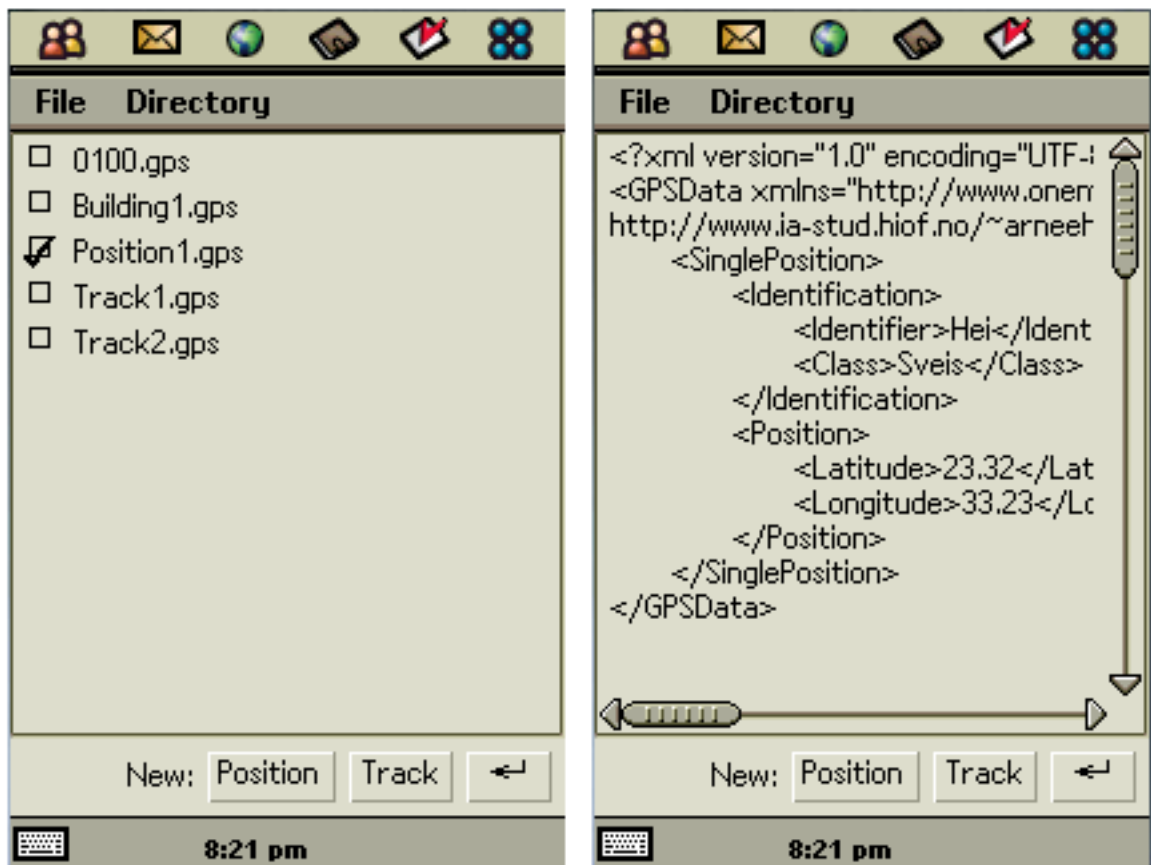 File Directory
0100.gps
Building1.gps
Position1.gps
Track1.gps
Track2.gps
New: Position Track
8:21 pm
File Directory
<?xml version="1.0" encoding="UTF-
<GPSData xmlns="http://www.onem
http://www.ia-stud.hiof.no/~arneeh
<SinglePosition>
<Identification>
<Identifier>Hei</Ident
<Class>Sveis</Class>
</Identification>
<Position>
<Latitude>23.32</Lat
<Longitude>33.23</Lo
</Position>
</SinglePosition>
</GPSData>
New: Position Track
8:21 pm